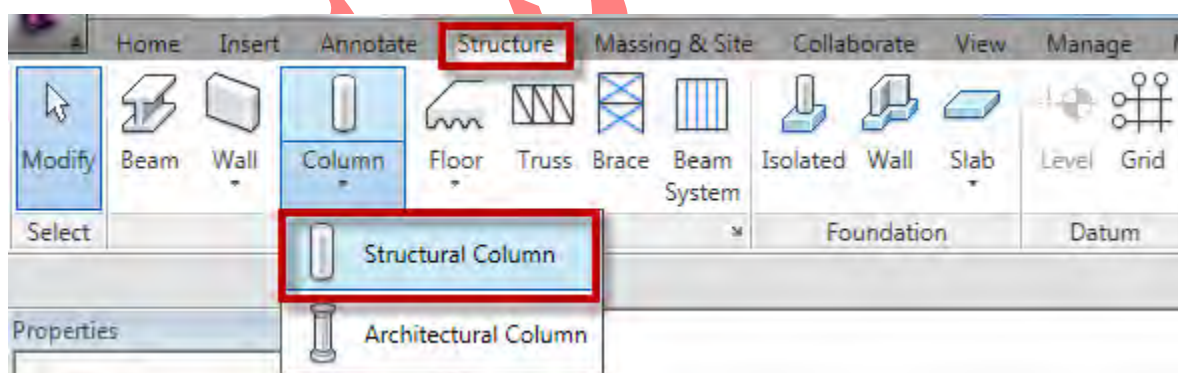 Home Insert Annotate Structure Massing & Site Collaborate View Manage
Modify Beam Wall Column Floor Truss Brace Beam System Isolated Wall Slab Level Grid
Select Foundation Datum
Structural Column
Properties
Architectural Column